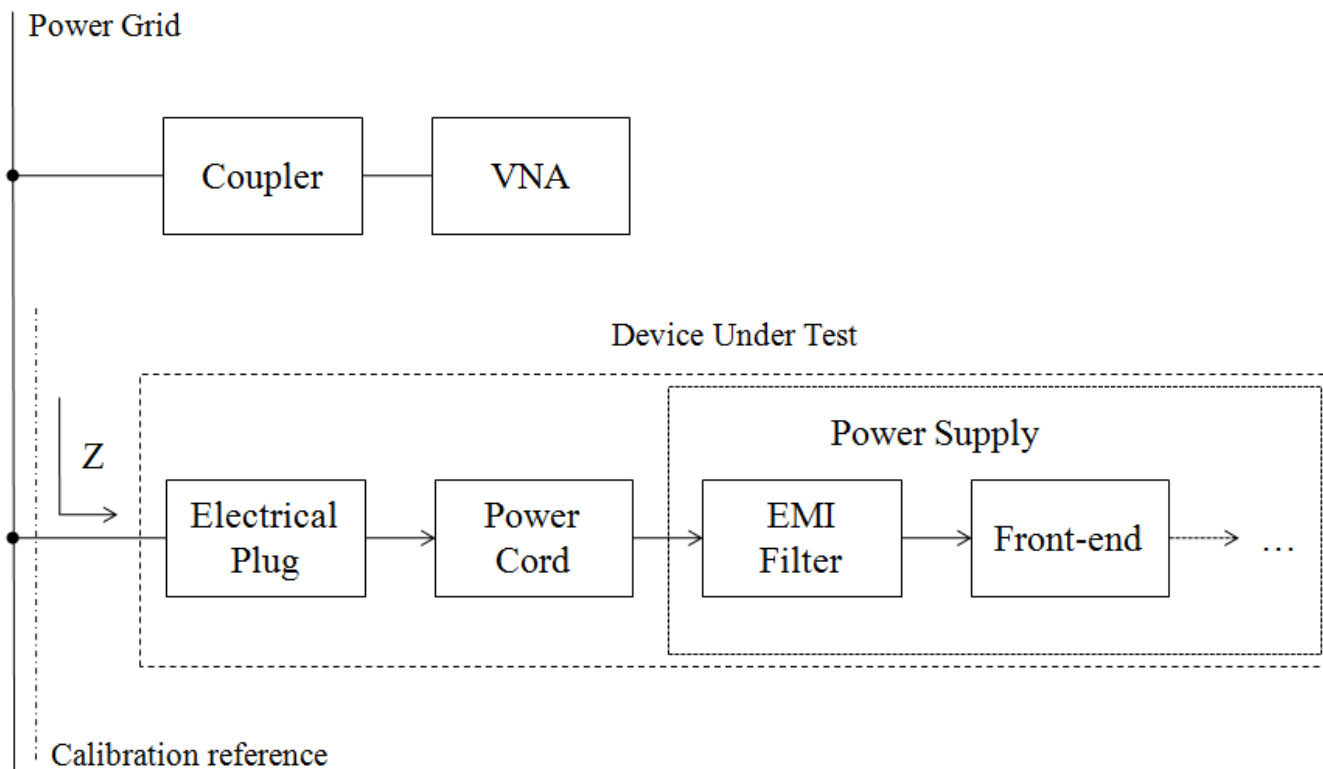 Power Grid
Coupler
VNA
Device Under Test
Power Supply
Z
Electrical
Plug
Power
Cord
EMI
Filter
Front-end
...
Calibration reference